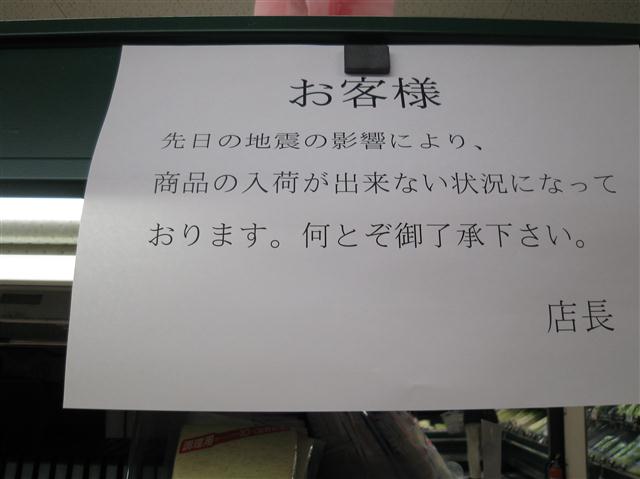 お客様
先日の地震の影響により、
商品の入荷が出来ない状況になって
おります。何とぞ御了承下さい。
店長